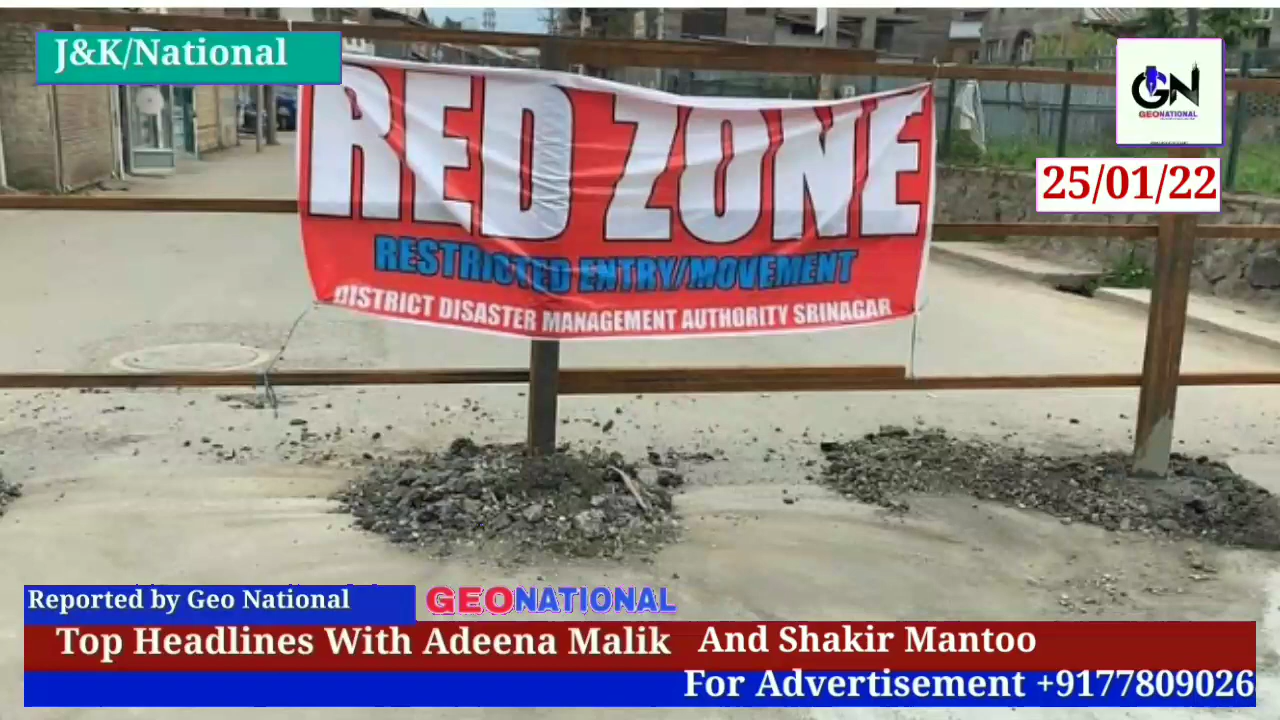 J&K/National
GN
GEONATIONAL
25/01/22
RED ZONE
RESTRICTED ENTRY/MOVEMENT
DISTRICT DISASTER MANAGEMENT AUTHORITY SRINAGAR
Reported by Geo National
GEONATIONAL
Top Headlines With Adeena Malik And Shakir Mantoo
For Advertisement +9177809026